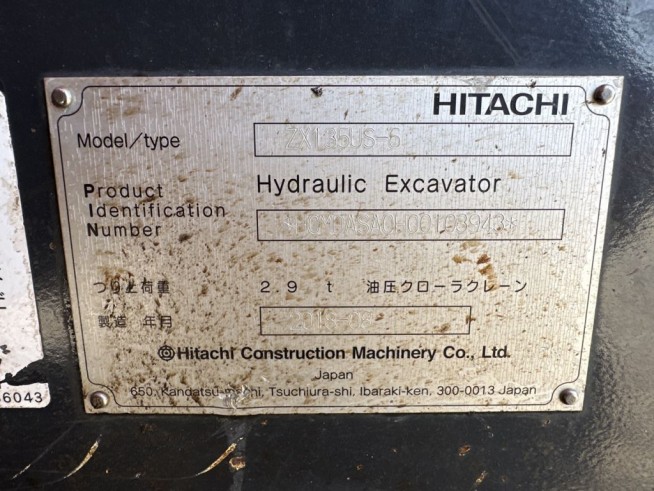 HITACHI
Model/type ZX135US-5
Product Hydraulic Excavator
Identification
Number
つり上荷重 2.9 t 油圧クローラクレーン
製造 年月
Hitachi Construction Machinery Co., Ltd.
Japan
650, Kandatsu-machi, Tsuchiura-shi, Ibaraki-ken, 300-0013 Japan
6043